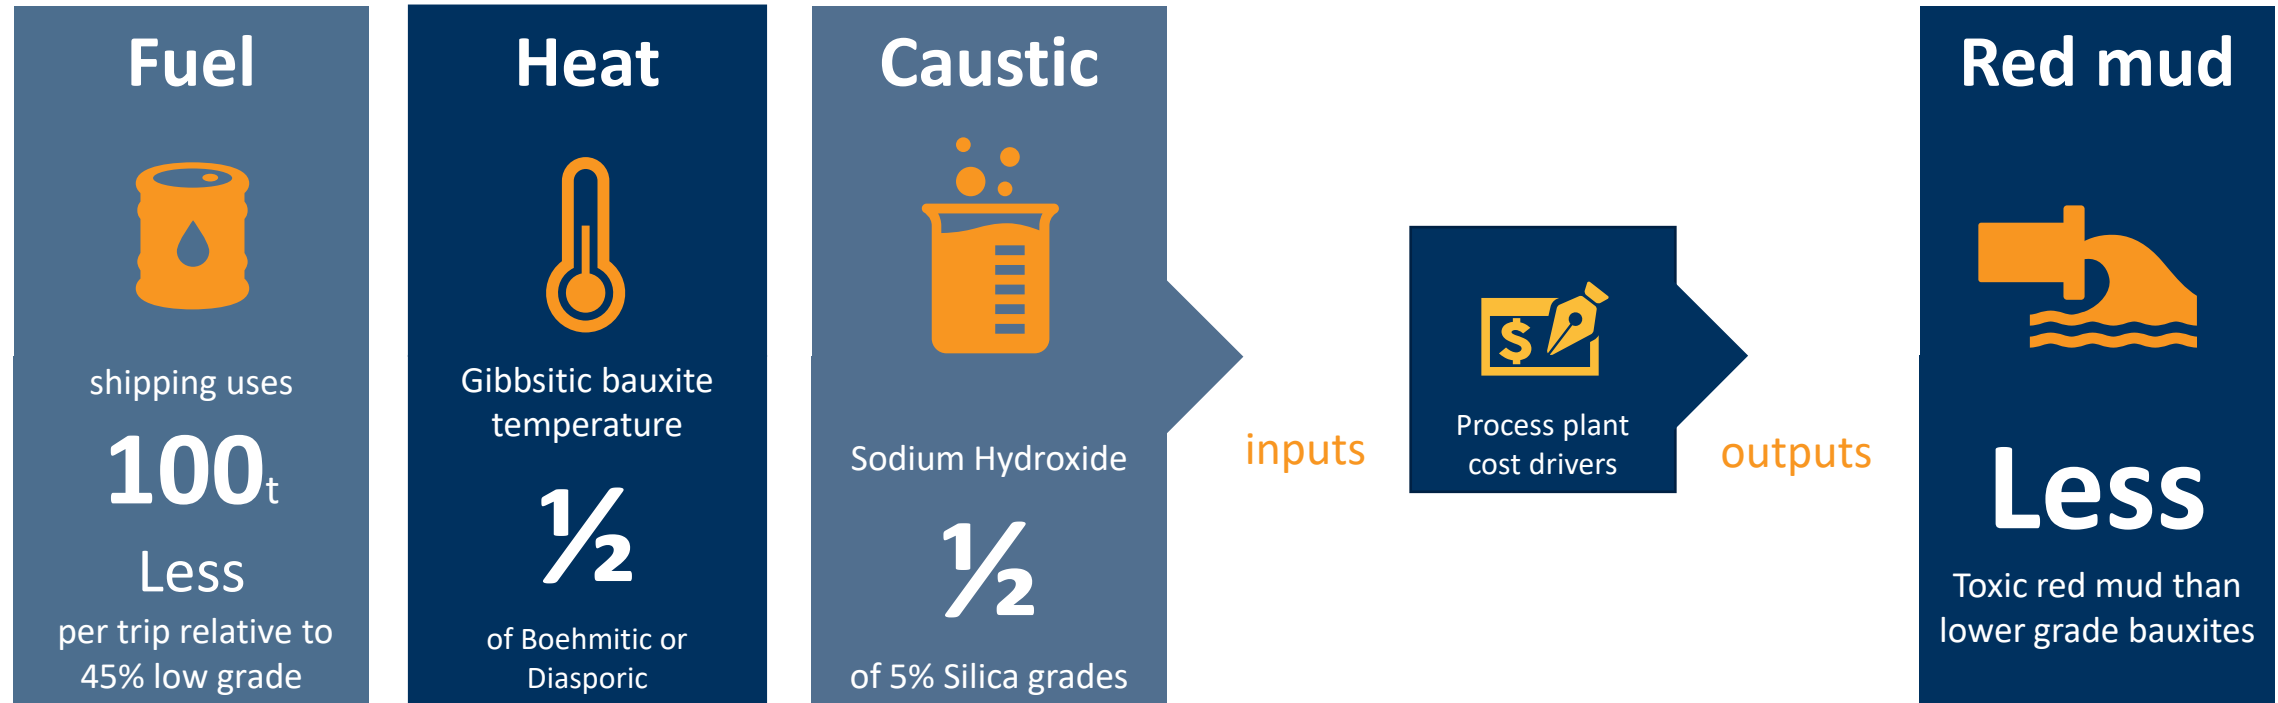 Fuel
shipping uses
100t
Less
per trip relative to
45% low grade
Heat
Gibbsitic bauxite
temperature
½
of Boehmitic or
Diasporic
Caustic
Sodium Hydroxide
½
of 5% Silica grades
inputs
$
Process plant
cost drivers
outputs
Red mud
Less
Toxic red mud than
lower grade bauxites